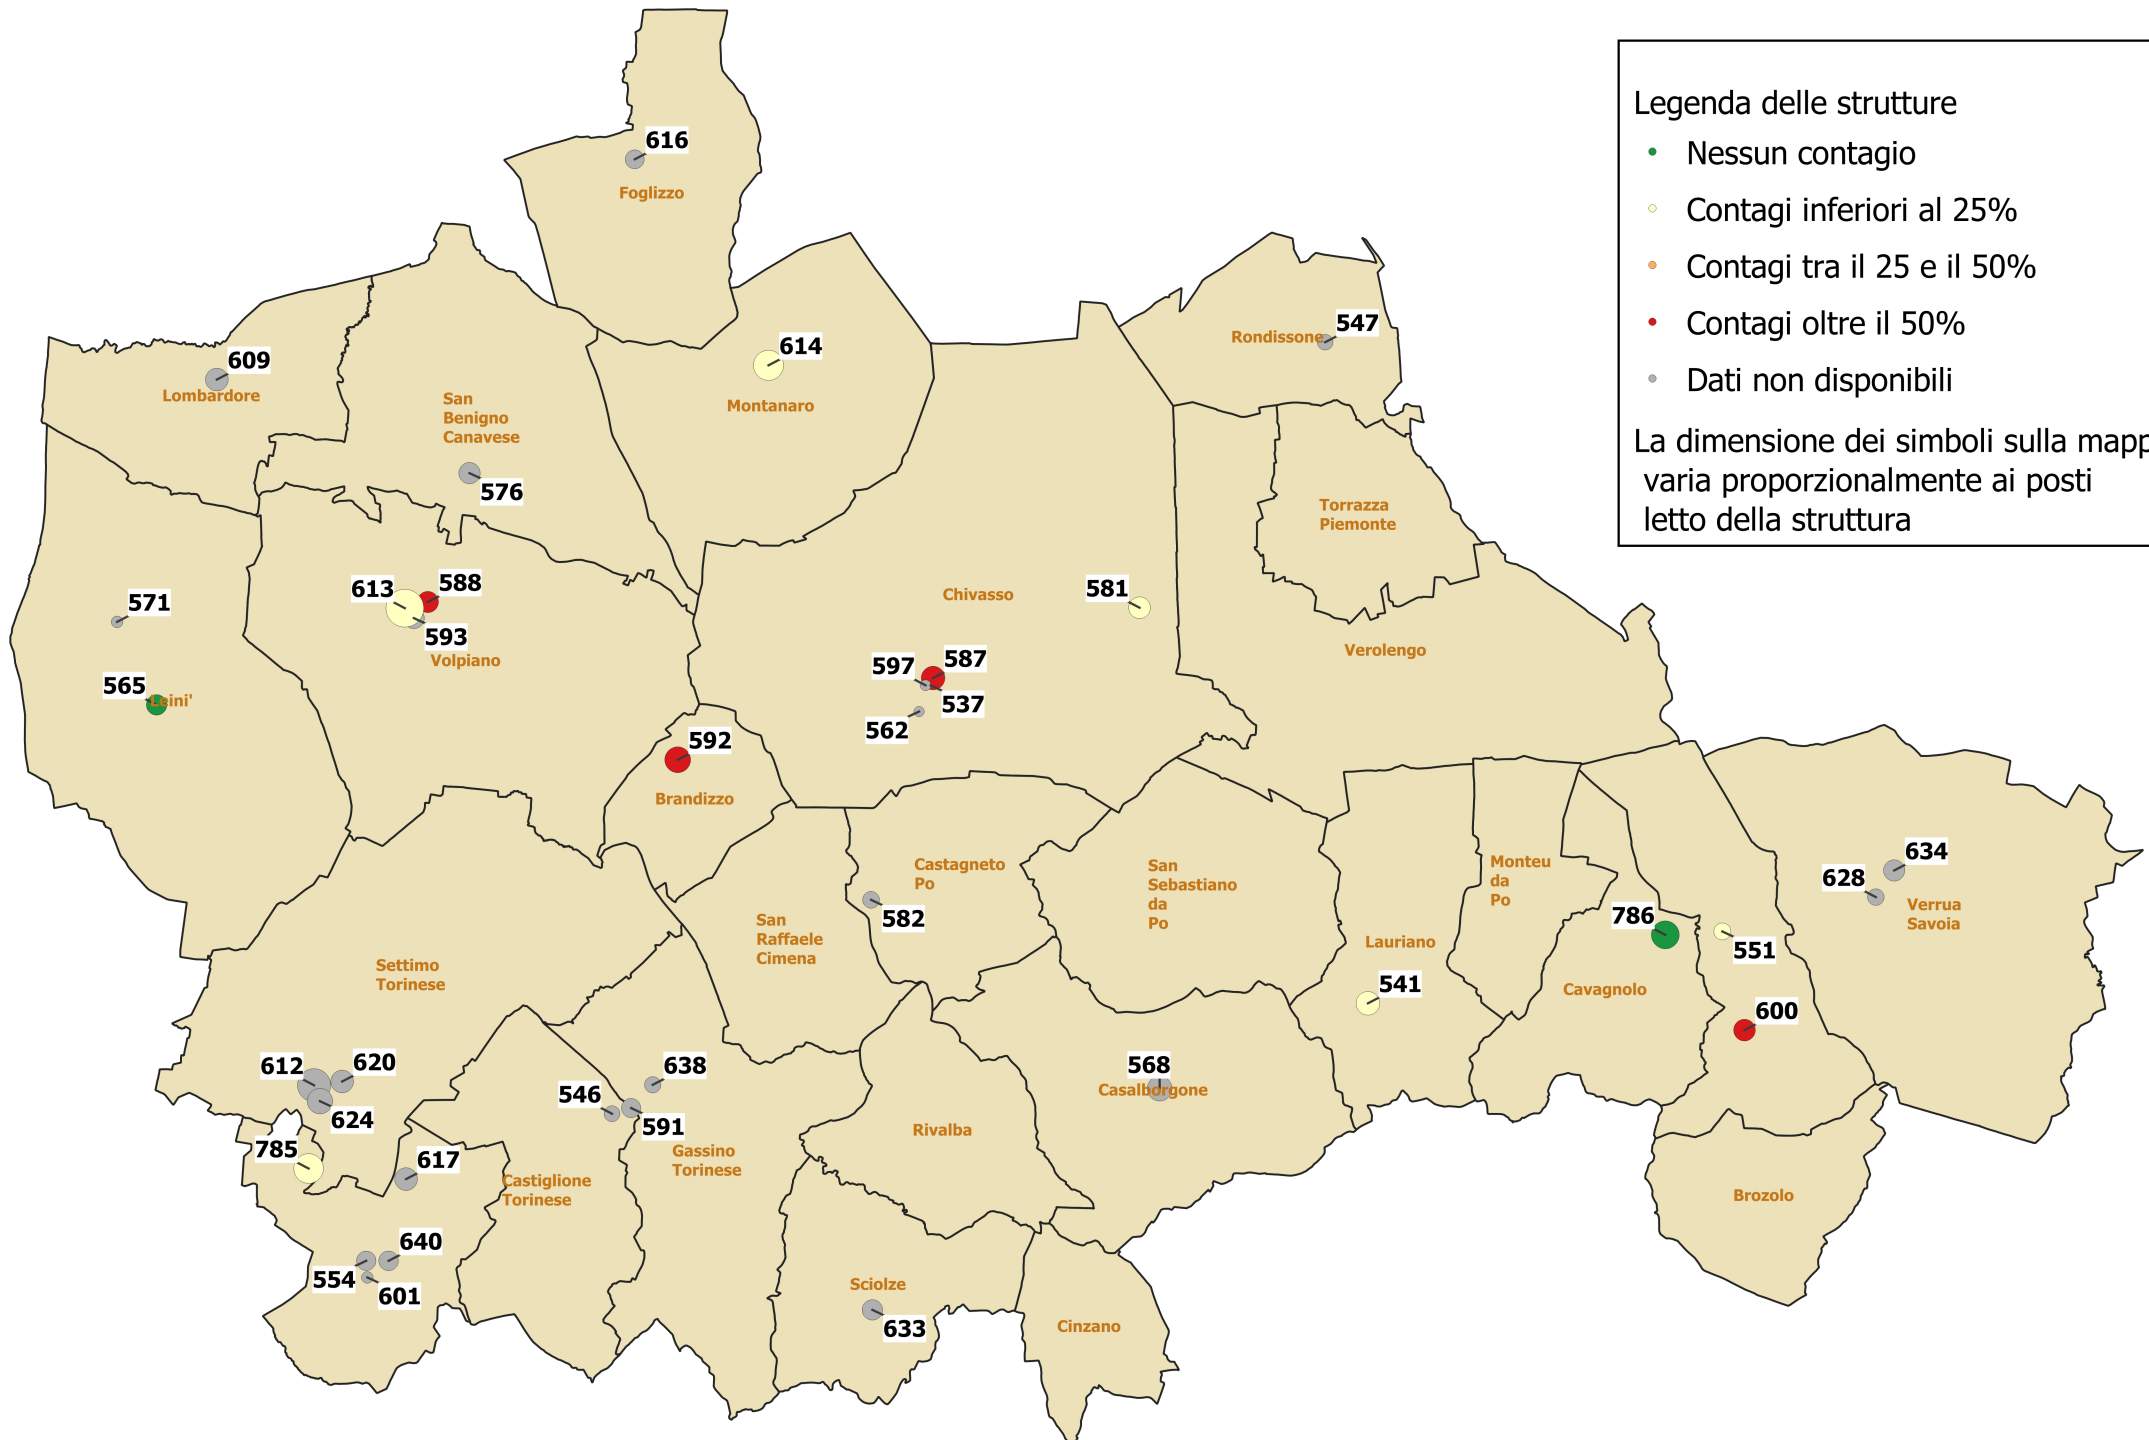 Legenda delle strutture
Nessun contagio
Contagi inferiori al 25%
Contagi tra il 25 e il 50%
Contagi oltre il 50%
Dati non disponibili
La dimensione dei simboli sulla mapp
varia proporzionalmente ai posti
letto della struttura
616
Foglizzo
547
Rondissone
614
Montanaro
609
Lombardore
San
Benigno
Canavese
576
Torrazza
Piemonte
613
588
593
Volpiano
571
565
Leini'
Chivasso
581
597
587
537
562
Verolengo
592
Brandizzo
Castagneto
Po
582
San
Sebastiano
da
Po
Monteu
da
Po
634
628
Verrua
Savoia
786
551
Cavagnolo
600
Lauriano
541
San
Raffaele
Cimena
Settimo
Torinese
612
620
624
785
617
638
546
591
Gassino
Torinese
Castiglione
Torinese
568
Casalborgone
Rivalba
Brozolo
640
554
601
Sciolze
633
Cinzano